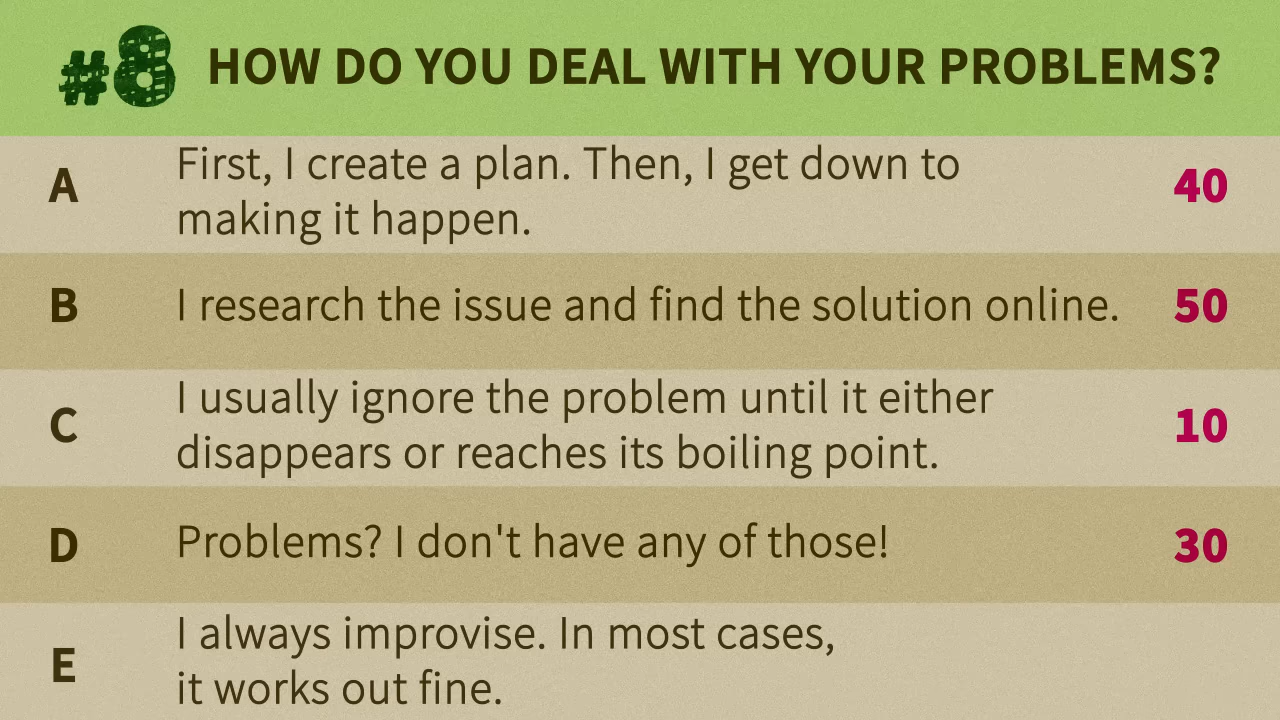 #8 HOW DO YOU DEAL WITH YOUR PROBLEMS?
A First, I create a plan. Then, I get down to
making it happen. 40
B I research the issue and find the solution online. 50
C I usually ignore the problem until it either
disappears or reaches its boiling point. 10
D Problems? I don't have any of those! 30
E I always improvise. In most cases,
it works out fine.